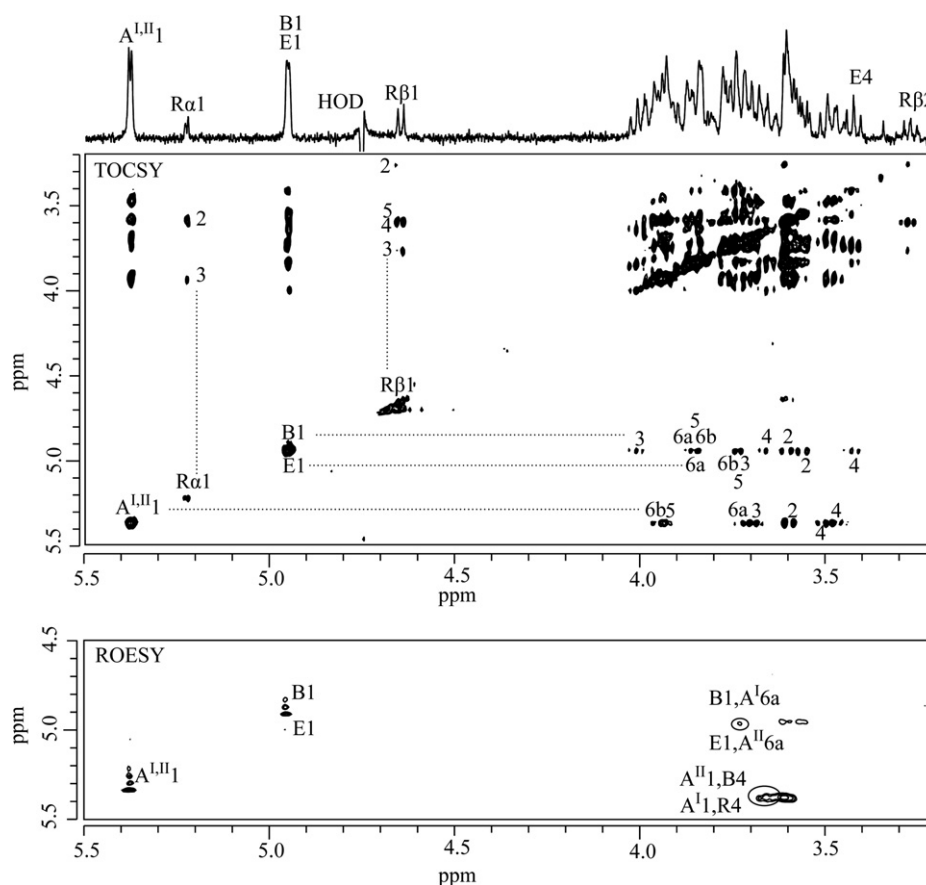 A^I,II1
Rα1
B1
E1
HOD
Rβ1
E4
Rβ2
TOCSY
2
2
5
4
3
3
Rβ1
B1
E1
Rα1
A^I,II1
3
5
6a 6b
4
2
6a
6b 3
5
2
4
6b5
6a 3
2
4
4
3.5
4.0
4.5
5.0
5.5
ppm
5.5
5.0
4.5
4.0
3.5
ppm
ROESY
B1
E1
A^I,II1
B1,A^I6a
E1,A^II6a
A^II1,B4
A^I1,R4
4.5
5.0
5.5
ppm
5.5
5.0
4.5
4.0
3.5
ppm